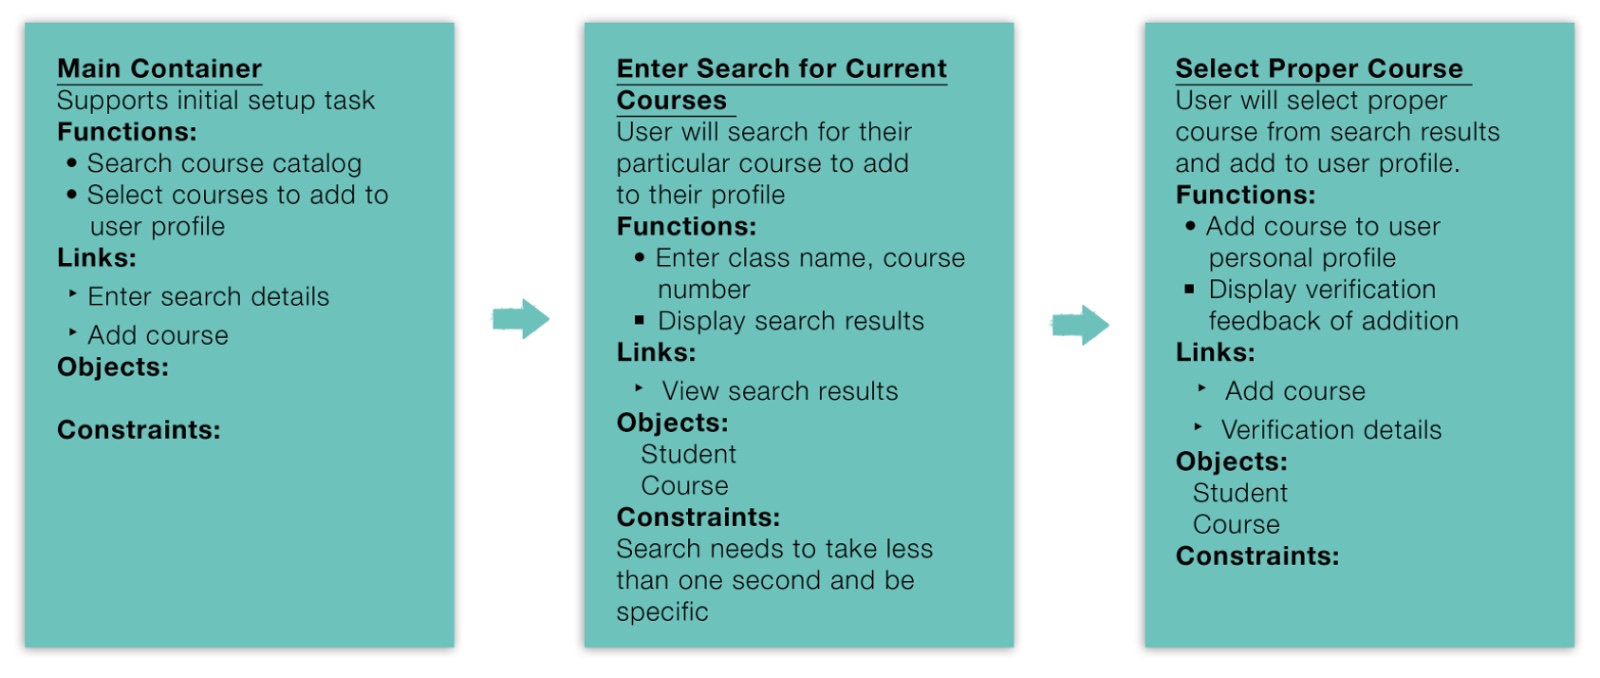 Main Container
Supports initial setup task
Functions:
• Search course catalog
• Select courses to add to
user profile
Links:
‣ Enter search details
‣ Add course
Objects:
Constraints:
Enter Search for Current
Courses
User will search for their
particular course to add
to their profile
Functions:
• Enter class name, course
number
▪ Display search results
Links:
‣ View search results
Objects:
Student
Course
Constraints:
Search needs to take less
than one second and be
specific
Select Proper Course
User will select proper
course from search results
and add to user profile.
Functions:
• Add course to user
personal profile
▪ Display verification
feedback of addition
Links:
‣ Add course
‣ Verification details
Objects:
Student
Course
Constraints: